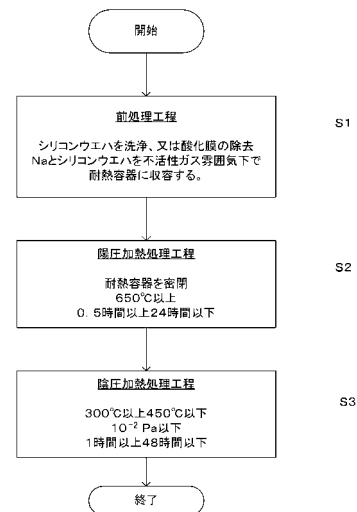 開始
前処理工程
S1
シリコンウエハを洗浄、又は酸化膜の除去
Naとシリコンウエハを不活性ガス雰囲気下で
耐熱容器に収容する。
陽圧加熱処理工程
S2
耐熱容器を密閉
650℃以上
0.5時間以上24時間以下
陰圧加熱処理工程
S3
300℃以上450℃以下
10⁻² Pa以下
1時間以上48時間以下
終了